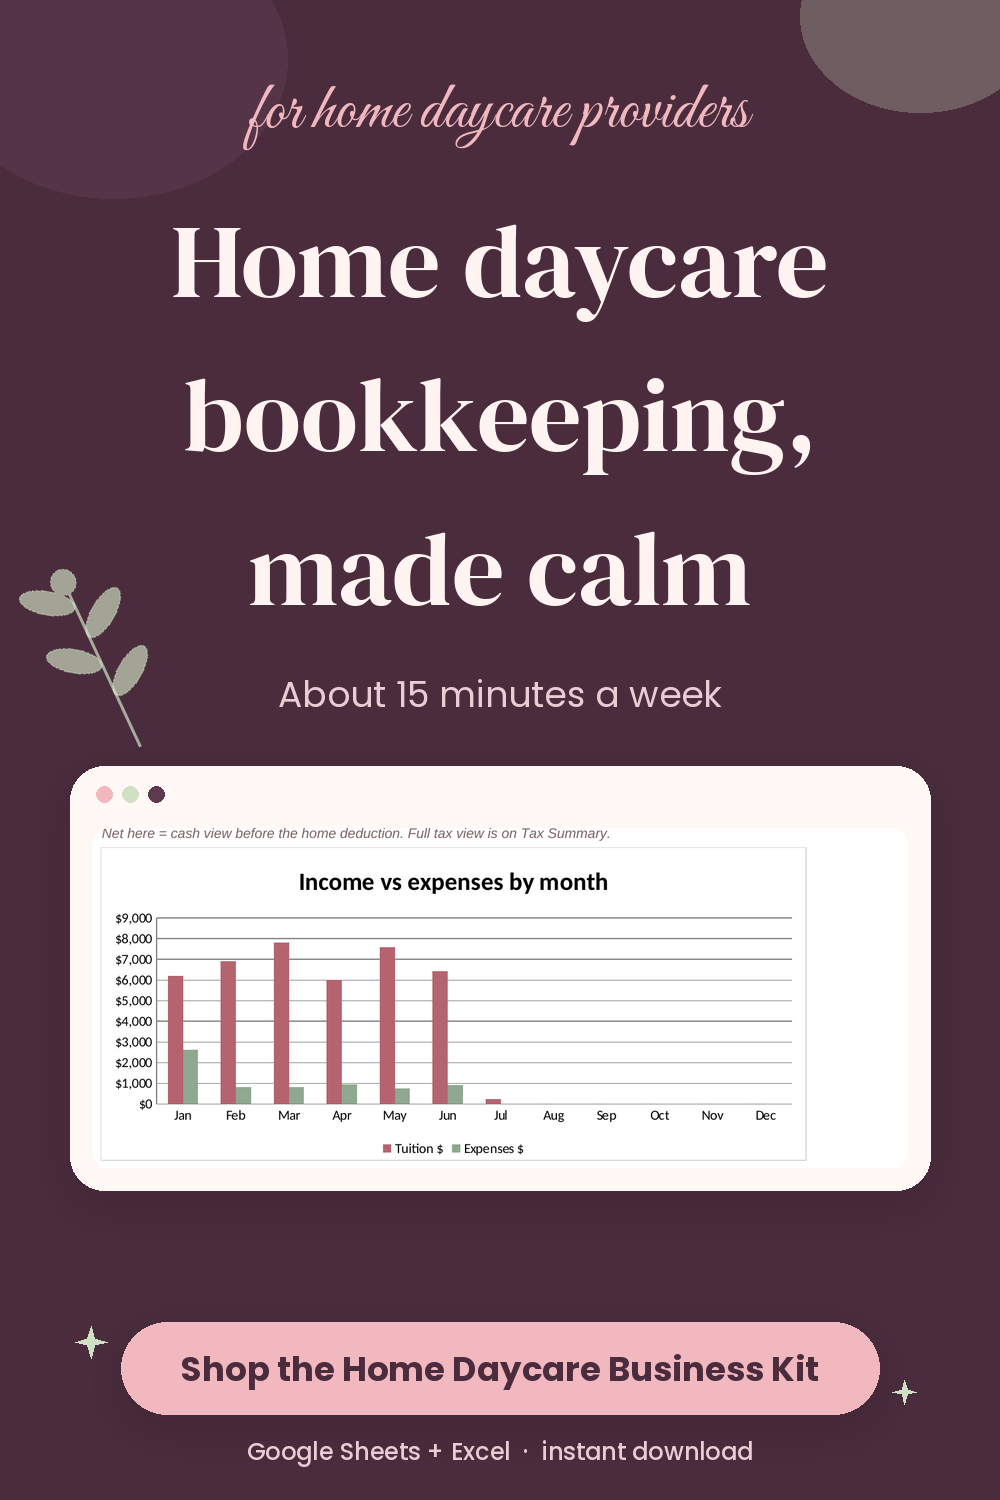 for home daycare providers
Home daycare
bookkeeping,
made calm
About 15 minutes a week
Net here = cash view before the home deduction. Full tax view is on Tax Summary.
Income vs expenses by month
$9,000
$8,000
$7,000
$6,000
$5,000
$4,000
$3,000
$2,000
$1,000
$0
Jan Feb Mar Apr May Jun Jul Aug Sep Oct Nov Dec
Tuition $ Expenses $
Shop the Home Daycare Business Kit
Google Sheets + Excel · instant download